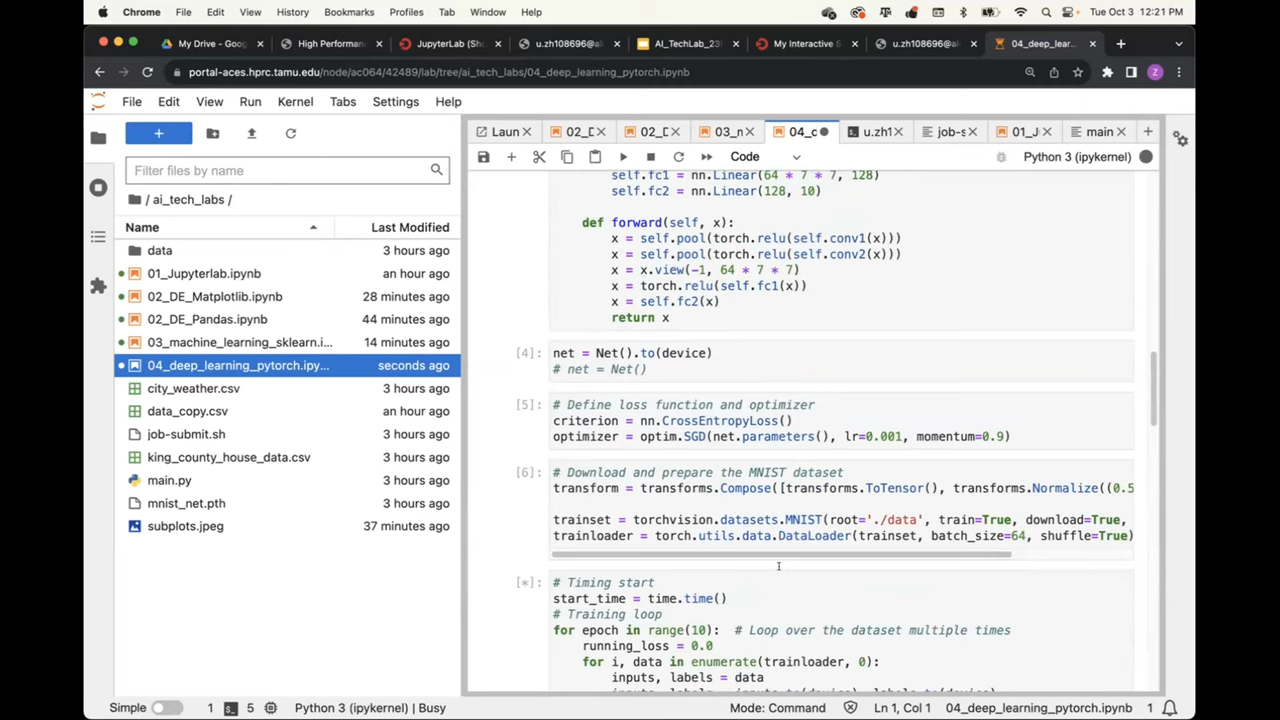 Chrome File Edit View History Bookmarks Profiles Tab Window Help Tue Oct 3 12:21 PM
My Drive - Goo High Performan JupyterLab (Sho u.zh108696@al AI_TechLab_23 My Interactive S u.zh108696@al 04_deep_learni
portal-aces.hprc.tamu.edu/node/ac064/42489/lab/tree/ai_tech_labs/04_deep_learning_pytorch.ipynb Z
File Edit View Run Kernel Tabs Settings Help
Laun 02_D 02_D 03_n 04_d u.zh1 job-s 01_J main
Code Python 3 (ipykernel)
Filter files by name
/ ai_tech_labs /
Name Last Modified
data 3 hours ago
01_Jupyterlab.ipynb an hour ago
02_DE_Matplotlib.ipynb 28 minutes ago
02_DE_Pandas.ipynb 44 minutes ago
03_machine_learning_sklearn.i... 14 minutes ago
04_deep_learning_pytorch.ipy... seconds ago
city_weather.csv 3 hours ago
data_copy.csv an hour ago
job-submit.sh 3 hours ago
king_county_house_data.csv 3 hours ago
main.py 3 hours ago
mnist_net.pth 3 hours ago
subplots.jpeg 37 minutes ago
self.fc1 = nn.Linear(64 * 7 * 7, 128)
self.fc2 = nn.Linear(128, 10)
def forward(self, x):
x = self.pool(torch.relu(self.conv1(x)))
x = self.pool(torch.relu(self.conv2(x)))
x = x.view(-1, 64 * 7 * 7)
x = torch.relu(self.fc1(x))
x = self.fc2(x)
return x
[4]: net = Net().to(device)
# net = Net()
[5]: # Define loss function and optimizer
criterion = nn.CrossEntropyLoss()
optimizer = optim.SGD(net.parameters(), lr=0.001, momentum=0.9)
[6]: # Download and prepare the MNIST dataset
transform = transforms.Compose([transforms.ToTensor(), transforms.Normalize((0.5
trainset = torchvision.datasets.MNIST(root='./data', train=True, download=True,
trainloader = torch.utils.data.DataLoader(trainset, batch_size=64, shuffle=True)
[*]: # Timing start
start_time = time.time()
# Training loop
for epoch in range(10): # Loop over the dataset multiple times
running_loss = 0.0
for i, data in enumerate(trainloader, 0):
inputs, labels = data
Simple 1 5 Python 3 (ipykernel) | Busy Mode: Command Ln 1, Col 1 04_deep_learning_pytorch.ipynb 1